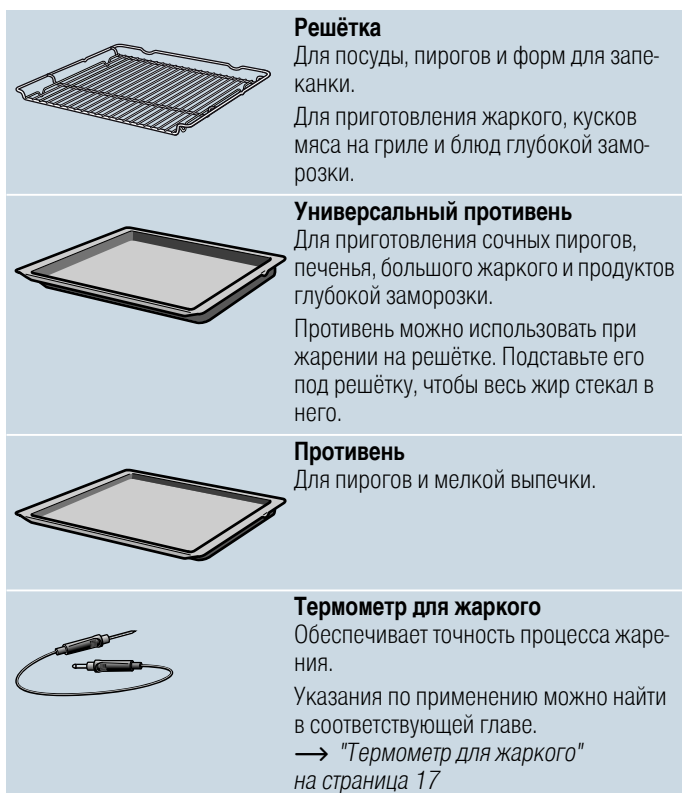 Решётка
Для посуды, пирогов и форм для запе-
канки.
Для приготовления жаркого, кусков
мяса на гриле и блюд глубокой замо-
розки.
Универсальный противень
Для приготовления сочных пирогов,
печенья, большого жаркого и продуктов
глубокой заморозки.
Противень можно использовать при
жарении на решётке. Подставьте его
под решётку, чтобы весь жир стекал в
него.
Противень
Для пирогов и мелкой выпечки.
Термометр для жаркого
Обеспечивает точность процесса жаре-
ния.
Указания по применению можно найти
в соответствующей главе.
⟶ "Термометр для жаркого"
на страница 17